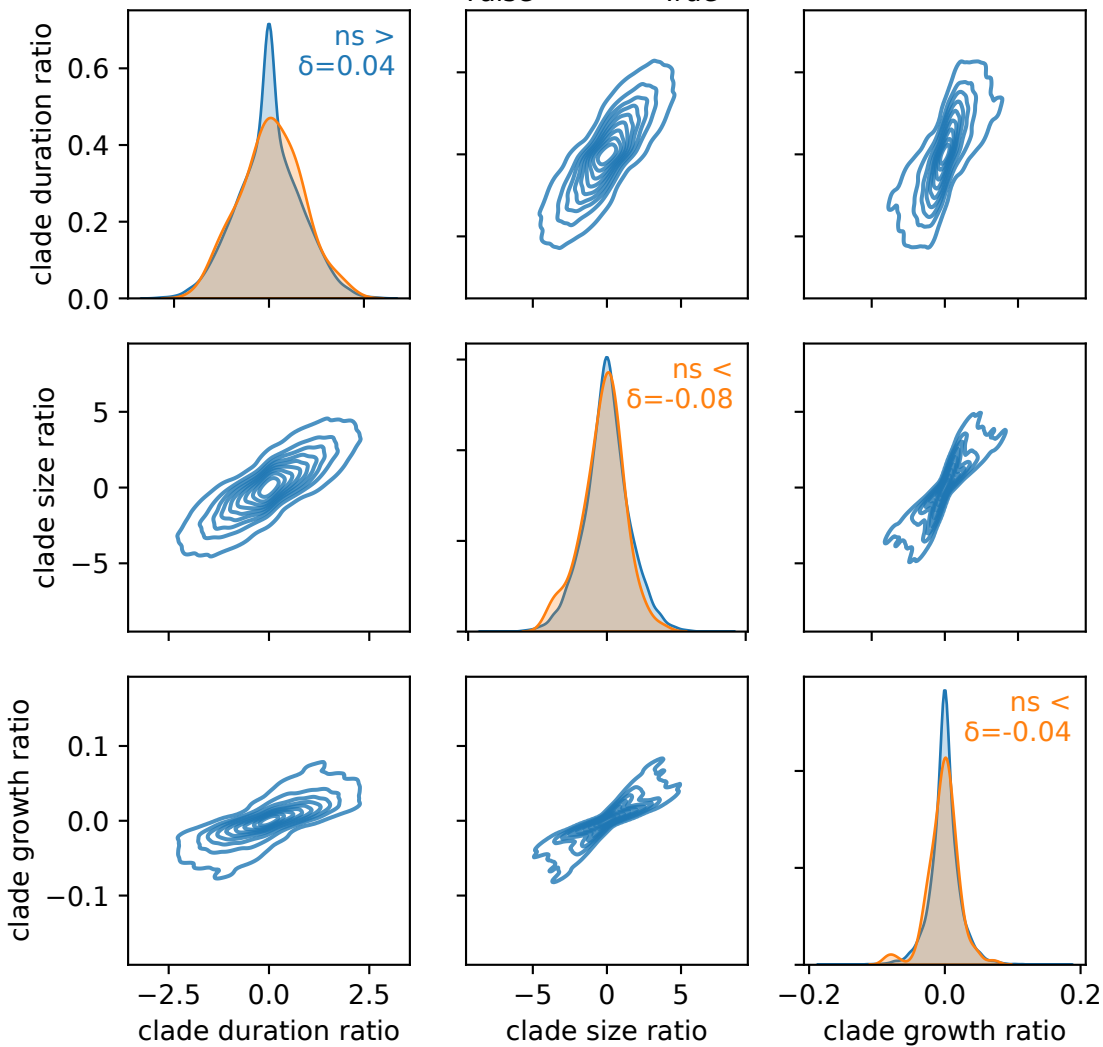 clade duration ratio
0.6
0.4
0.2
0.0
ns >
δ=0.04
clade size ratio
5
0
−5
ns <
δ=-0.08
clade growth ratio
0.1
0.0
−0.1
ns <
δ=-0.04
−2.5 0.0 2.5
−5 0 5
−0.2 0.0 0.2
clade duration ratio
clade size ratio
clade growth ratio